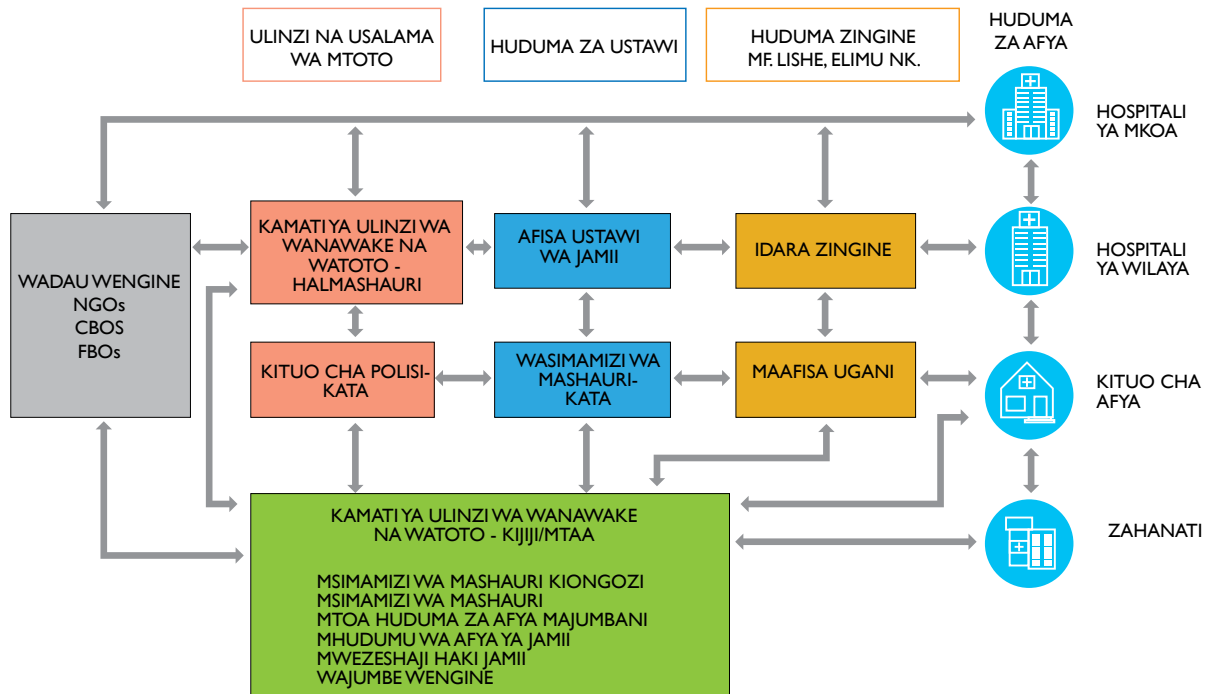 ULINZI NA USALAMA
WA MTOTO
HUDUMA ZA USTAWI
HUDUMA ZINGINE
MF. LISHE, ELIMU NK.
HUDUMA
ZA AFYA
HOSPITALI
YA MKOA
WADAU WENGINE
NGOs
CBOS
FBOs
KAMATI YA ULINZI WA
WANAWAKE NA
WATOTO -
HALMASHAURI
AFISA USTAWI
WA JAMII
IDARA ZINGINE
HOSPITALI
YA WILAYA
KITUO CHA POLISI-
KATA
WASIMAMIZI WA
MASHAURI-
KATA
MAAFISA UGANI
KITUO CHA
AFYA
KAMATI YA ULINZI WA WANAWAKE
NA WATOTO - KIJIJI/MTAA
MSIMAMIZI WA MASHAURI KIONGOZI
MSIMAMIZI WA MASHAURI
MTOA HUDUMA ZA AFYA MAJUMBANI
MHUDUMU WA AFYA YA JAMII
MWEZESHAJI HAKI JAMII
WAJUMBE WENGINE
ZAHANATI